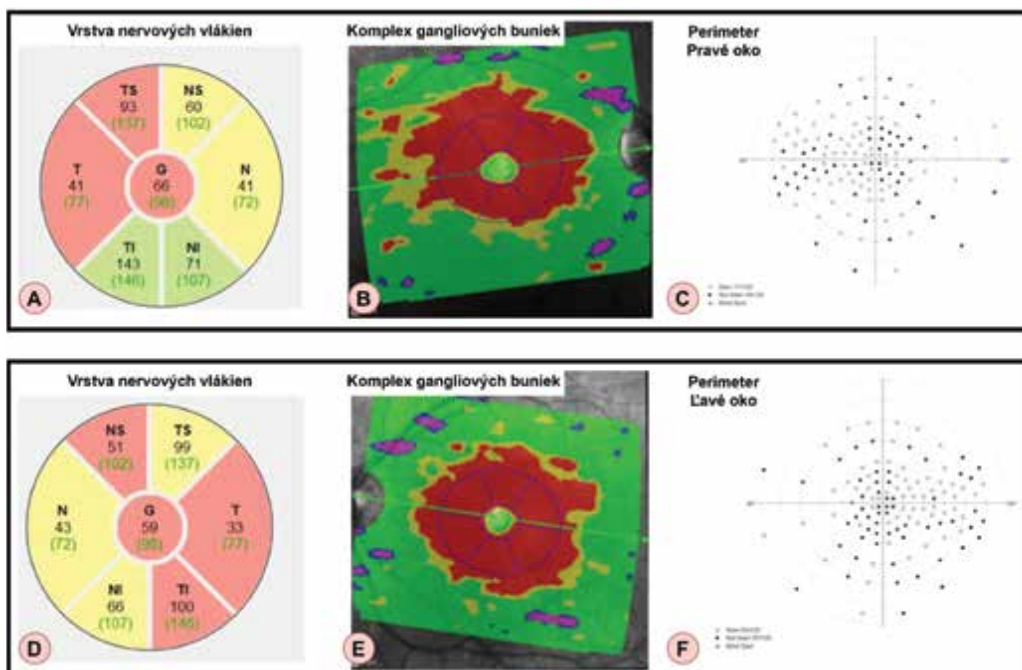 Vrstva nervových vlákien
TS
93
(137)
NS
60
(102)
T
41
(77)
G
66
(98)
N
41
(72)
TI
143
(146)
NI
71
(107)
A
Komplex gangliových buniek
B
Perimeter
Pravé oko
C
Vrstva nervových vlákien
NS
51
(102)
TS
99
(137)
N
43
(72)
G
59
(98)
T
33
(77)
NI
66
(107)
TI
100
(146)
D
Komplex gangliových buniek
E
Perimeter
Ľavé oko
F